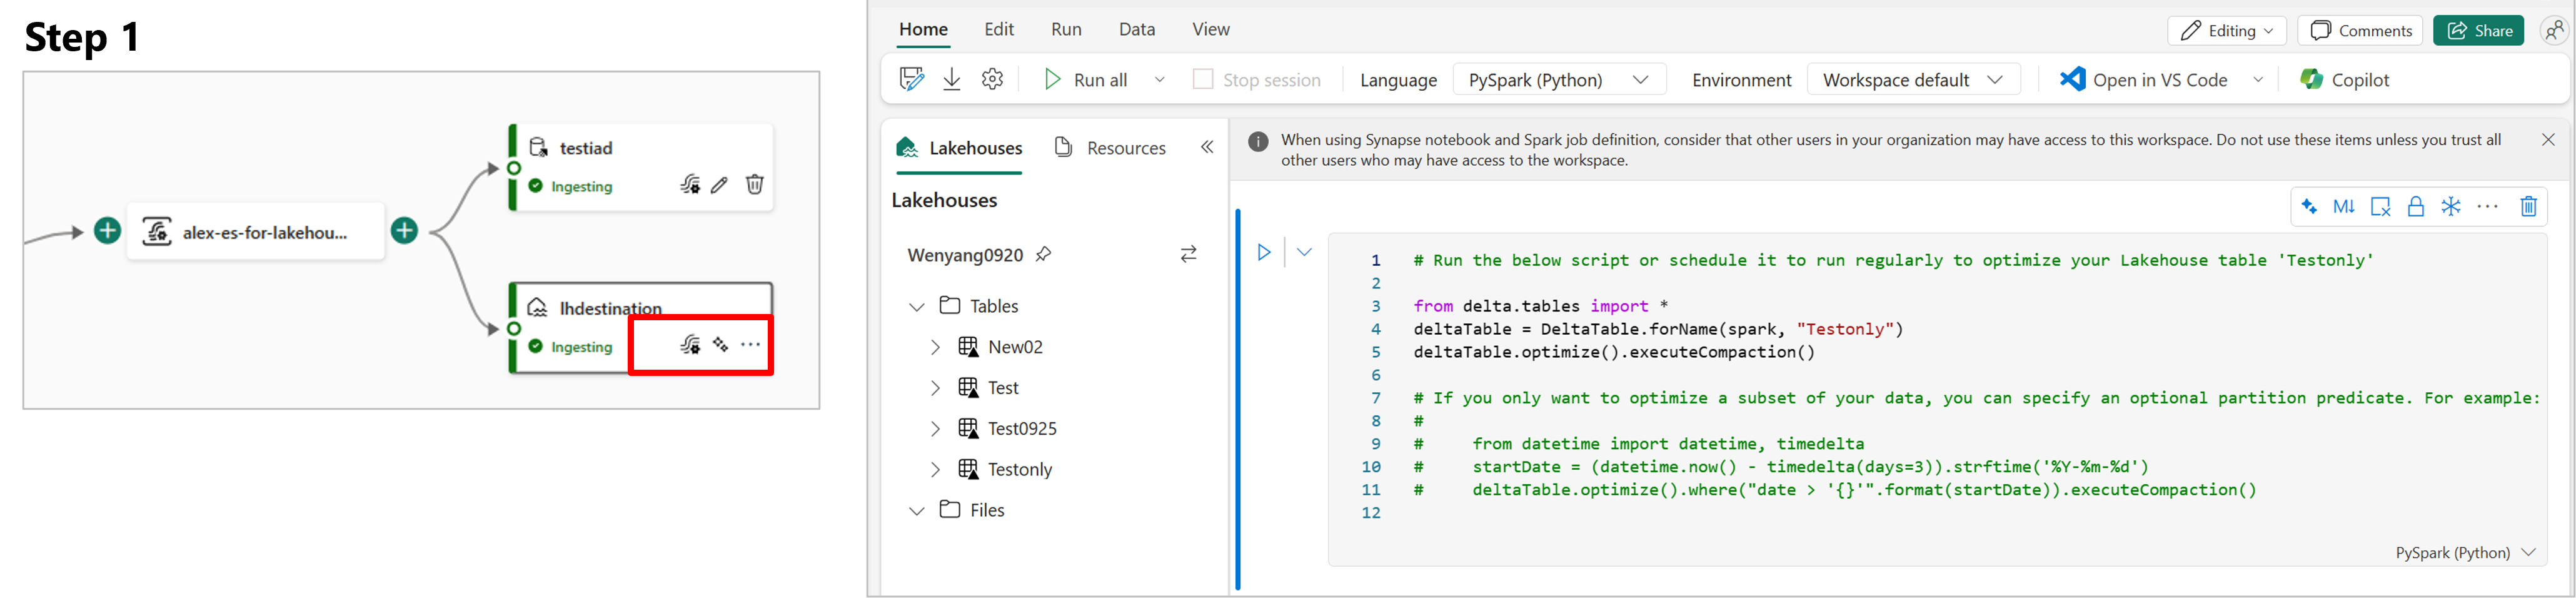 Step 1
testiad
Ingesting
alex-es-for-lakehou...
lhdestination
Ingesting
Home Edit Run Data View
Editing Comments Share
Run all Stop session Language PySpark (Python) Environment Workspace default Open in VS Code Copilot
Lakehouses Resources
Lakehouses
Wenyang0920
Tables
New02
Test
Test0925
Testonly
Files
When using Synapse notebook and Spark job definition, consider that other users in your organization may have access to this workspace. Do not use these items unless you trust all
other users who may have access to the workspace.
M↓
1 # Run the below script or schedule it to run regularly to optimize your Lakehouse table 'Testonly'
2
3 from delta.tables import *
4 deltaTable = DeltaTable.forName(spark, "Testonly")
5 deltaTable.optimize().executeCompaction()
6
7 # If you only want to optimize a subset of your data, you can specify an optional partition predicate. For example:
8 #
9 #     from datetime import datetime, timedelta
10 #     startDate = (datetime.now() - timedelta(days=3)).strftime('%Y-%m-%d')
11 #     deltaTable.optimize().where("date > '{}'".format(startDate)).executeCompaction()
12
PySpark (Python)